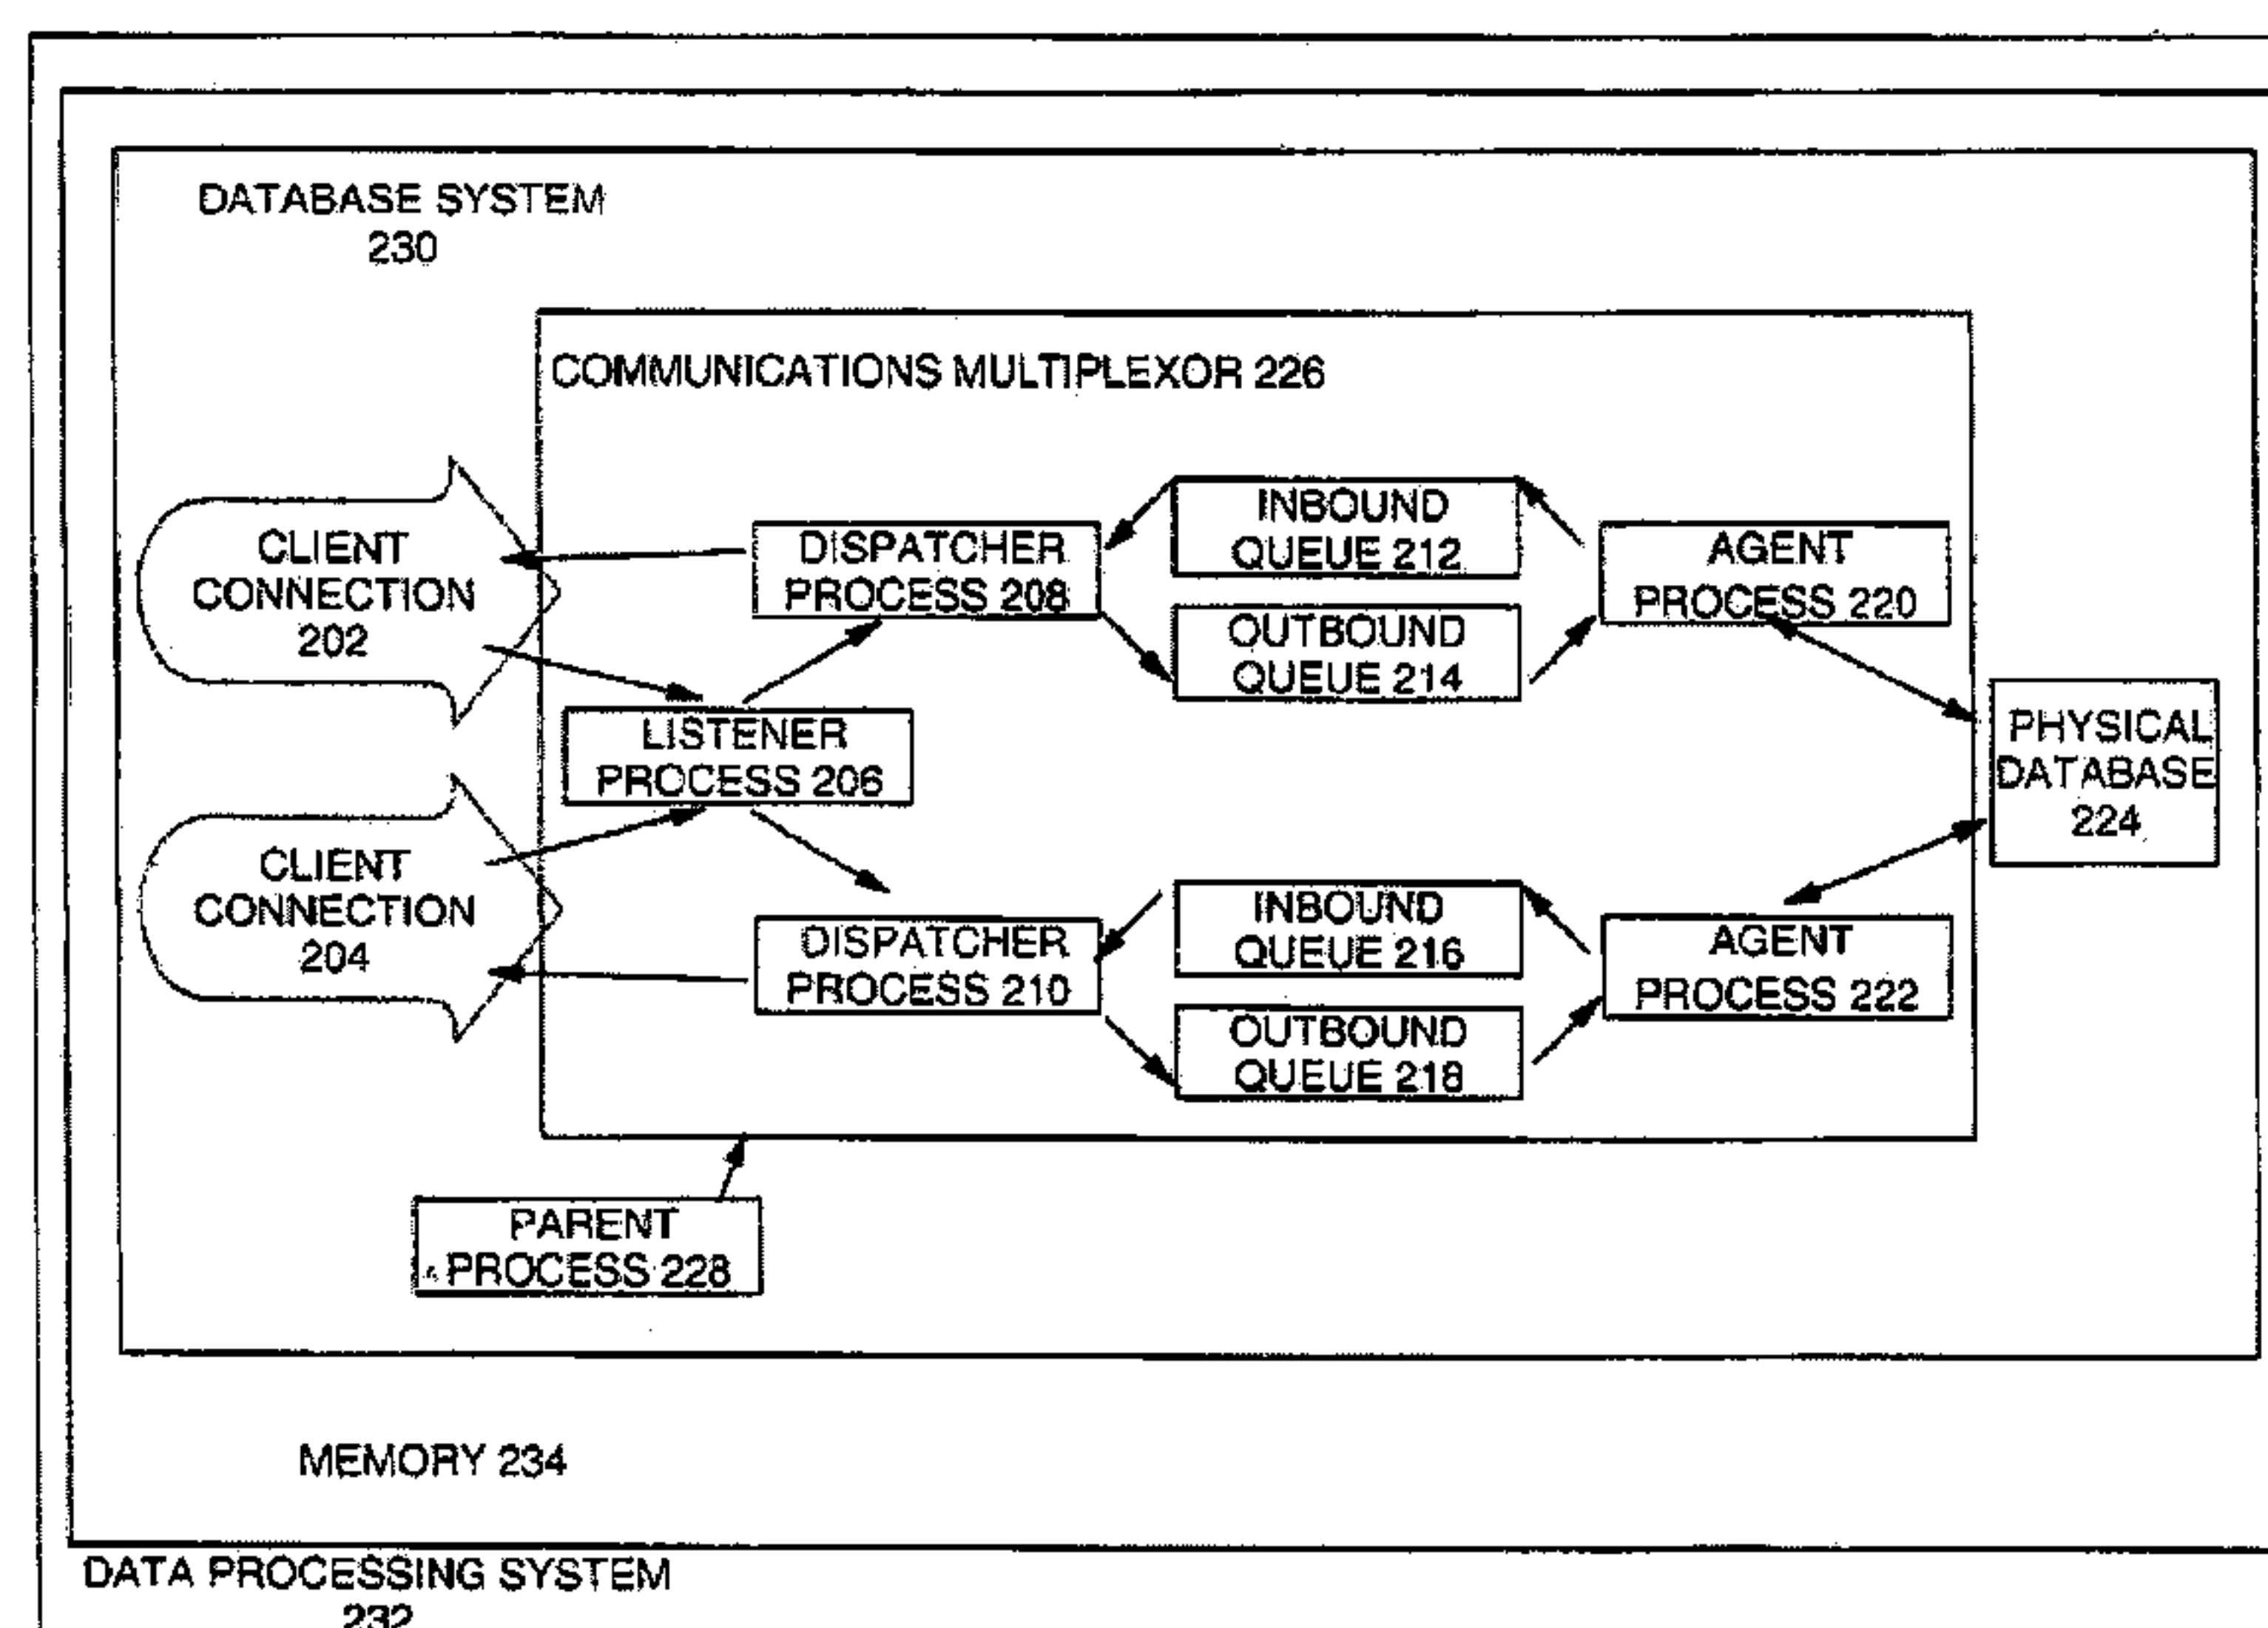 DATABASE SYSTEM
230
COMMUNICATIONS MULTIPLEXOR 226
CLIENT
CONNECTION
202
DISPATCHER
PROCESS 208
INBOUND
QUEUE 212
OUTBOUND
QUEUE 214
AGENT
PROCESS 220
LISTENER
PROCESS 206
PHYSICAL
DATABASE
224
CLIENT
CONNECTION
204
DISPATCHER
PROCESS 210
INBOUND
QUEUE 216
OUTBOUND
QUEUE 218
AGENT
PROCESS 222
PARENT
PROCESS 228
MEMORY 234
DATA PROCESSING SYSTEM
232